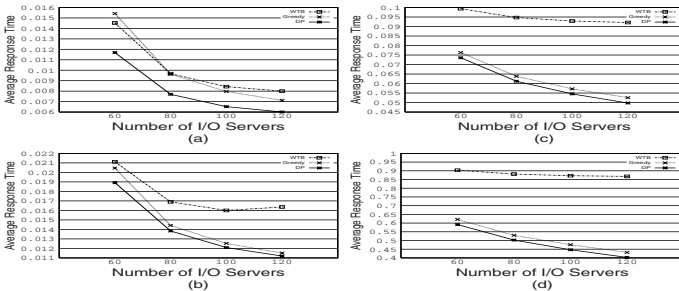 0.016
0.015
0.014
0.013
0.012
0.011
0.01
0.009
0.008
0.007
0.006
Average Response Time
WTB
Greedy
DP
60 80 100 120
Number of I/O Servers
(a)
0.1
0.095
0.09
0.085
0.08
0.075
0.07
0.065
0.06
0.055
0.05
0.045
Average Response Time
WTB
Greedy
DP
60 80 100 120
Number of I/O Servers
(c)
0.022
0.021
0.02
0.019
0.018
0.017
0.016
0.015
0.014
0.013
0.012
0.011
Average Response Time
WTB
Greedy
DP
60 80 100 120
Number of I/O Servers
(b)
1
0.95
0.9
0.85
0.8
0.75
0.7
0.65
0.6
0.55
0.5
0.45
0.4
Average Response Time
WTB
Greedy
DP
60 80 100 120
Number of I/O Servers
(d)